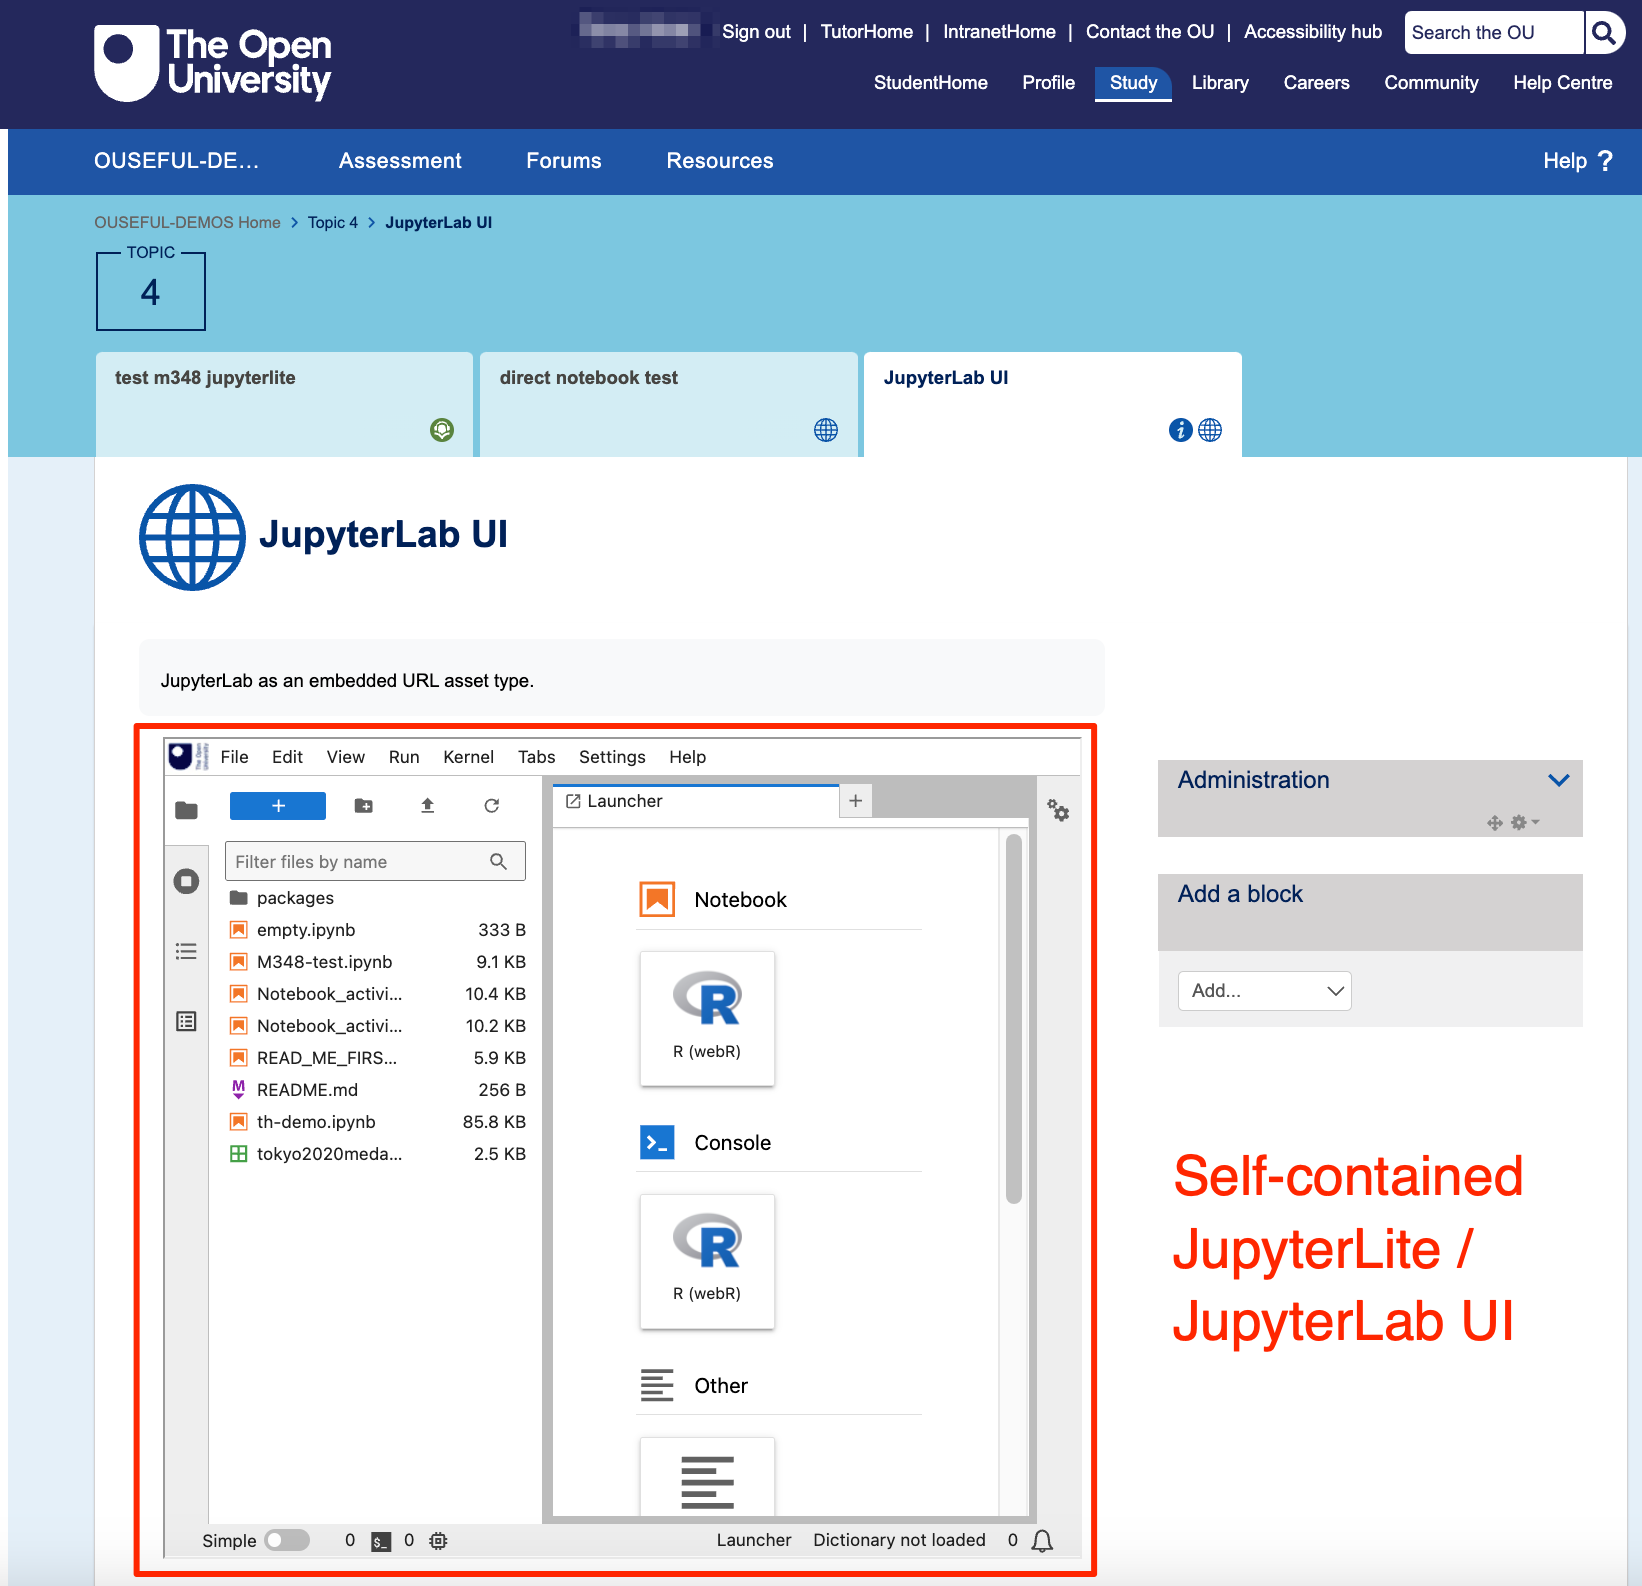 The Open
University
Sign out | TutorHome | IntranetHome | Contact the OU | Accessibility hub
Search the OU
StudentHome Profile Study Library Careers Community Help Centre
OUSEFUL-DE... Assessment Forums Resources Help ?
OUSEFUL-DEMOS Home > Topic 4 > JupyterLab UI
TOPIC
4
test m348 jupyterlite
direct notebook test
JupyterLab UI
JupyterLab UI
JupyterLab as an embedded URL asset type.
The Open
University
File Edit View Run Kernel Tabs Settings Help
Launcher
Filter files by name
packages
empty.ipynb 333 B
M348-test.ipynb 9.1 KB
Notebook_activi... 10.4 KB
Notebook_activi... 10.2 KB
READ_ME_FIRS... 5.9 KB
README.md 256 B
th-demo.ipynb 85.8 KB
tokyo2020meda... 2.5 KB
Notebook
R
R (webR)
Console
R
R (webR)
Other
Simple 0 $_ 0 Launcher Dictionary not loaded 0
Administration
Add a block
Add...
Self-contained
JupyterLite /
JupyterLab UI